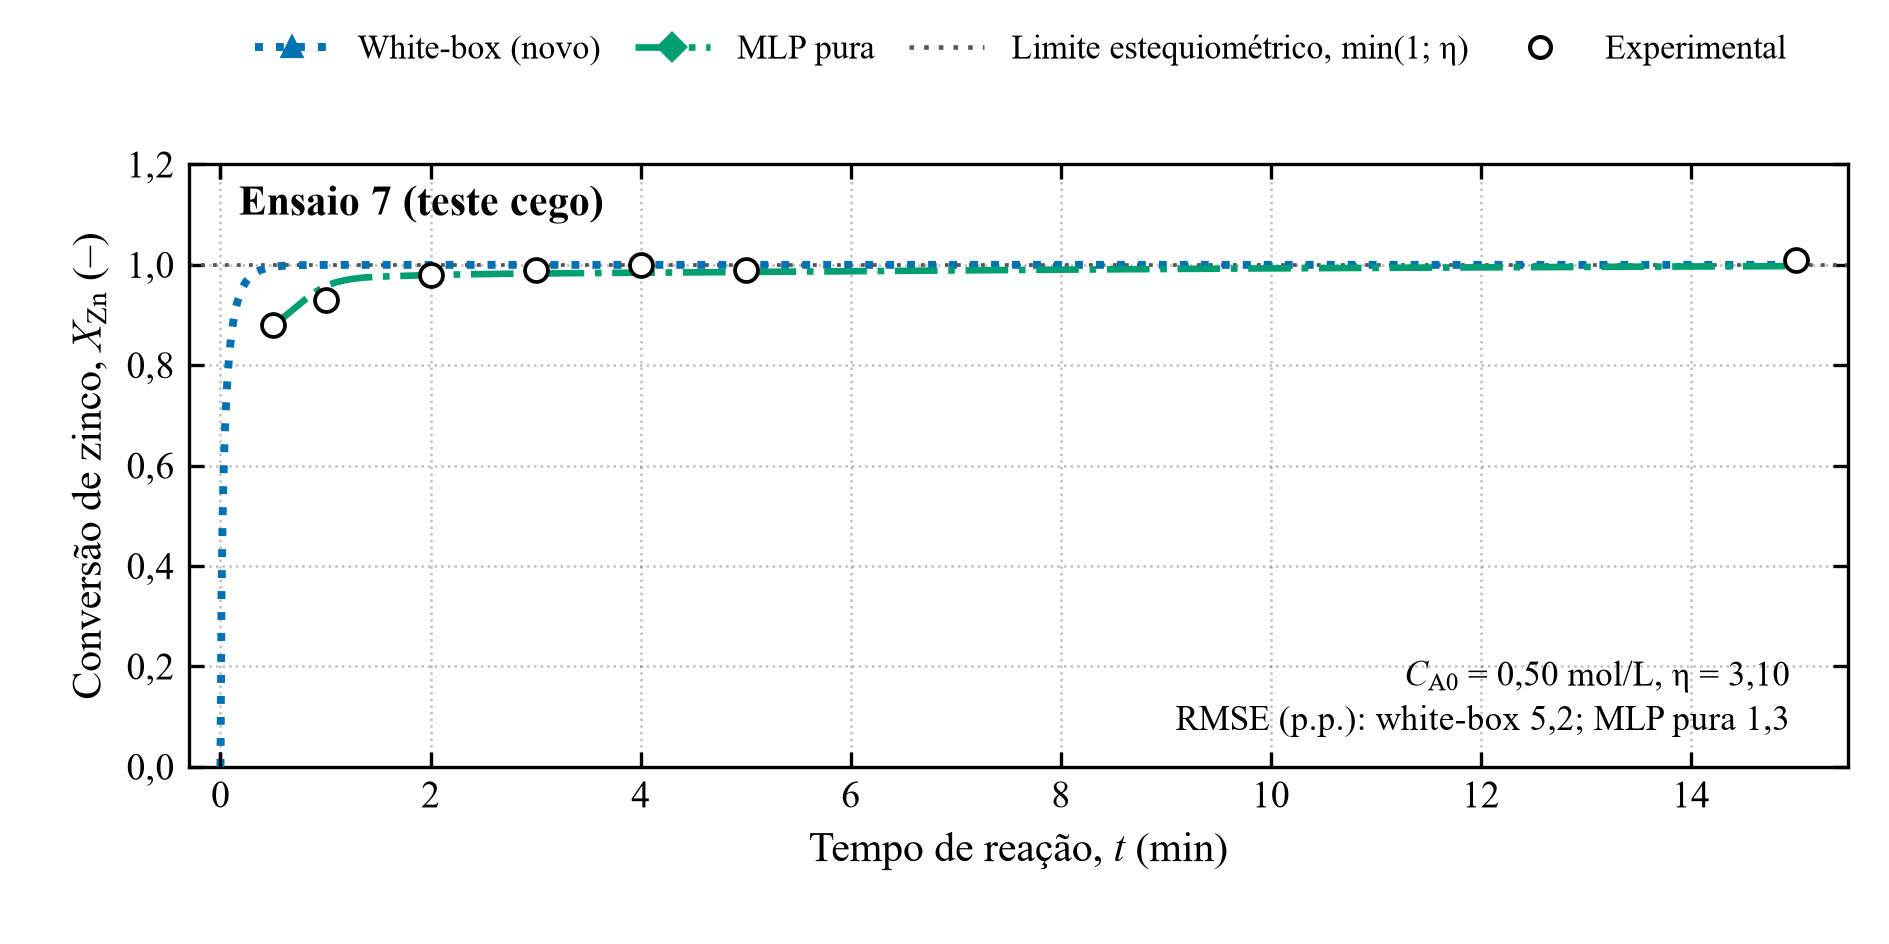 White-box (novo) MLP pura Limite estequiométrico, min(1; η) Experimental
Ensaio 7 (teste cego)
Conversão de zinco, X_Zn (−)
1,2
1,0
0,8
0,6
0,4
0,2
0,0
C_A0 = 0,50 mol/L, η = 3,10
RMSE (p.p.): white-box 5,2; MLP pura 1,3
0 2 4 6 8 10 12 14
Tempo de reação, t (min)